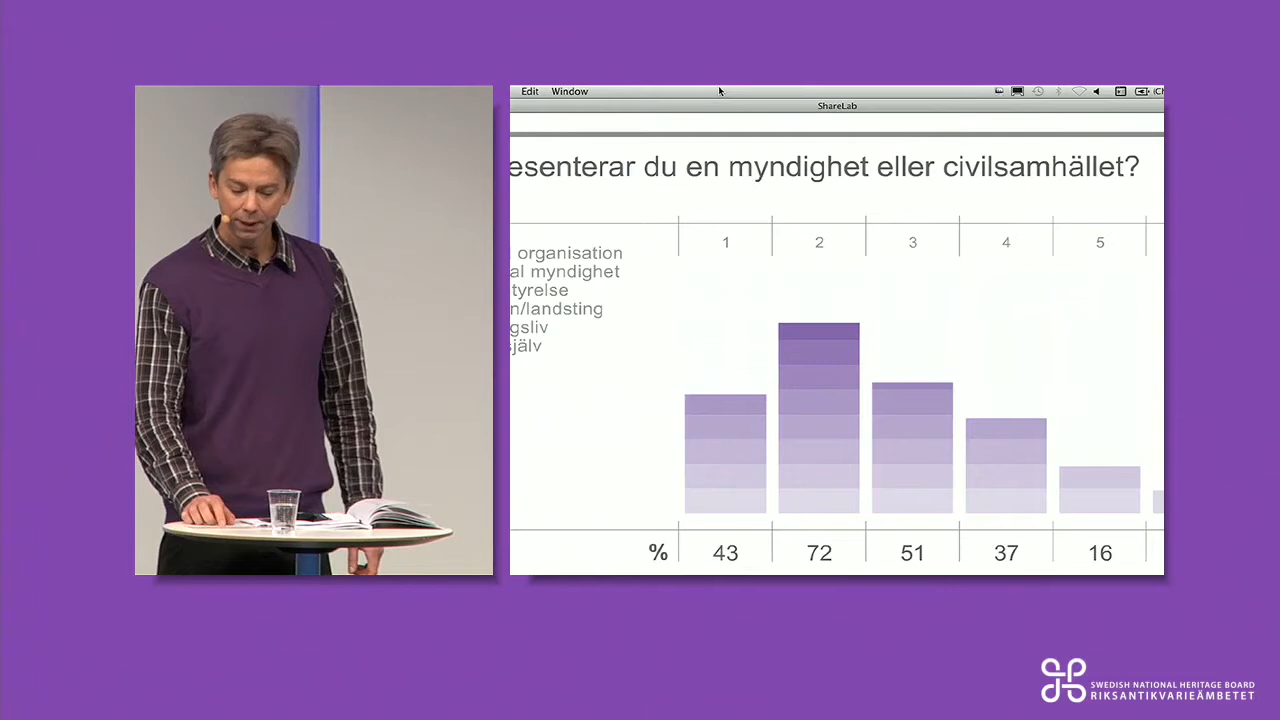 Edit Window
ShareLab
esenterar du en myndighet eller civilsamhället?
1 2 3 4 5
organisation
al myndighet
tyrelse
n/landsting
gsliv
själv
% 43 72 51 37 16
SWEDISH NATIONAL HERITAGE BOARD
RIKSANTIKVARIEÄMBETET